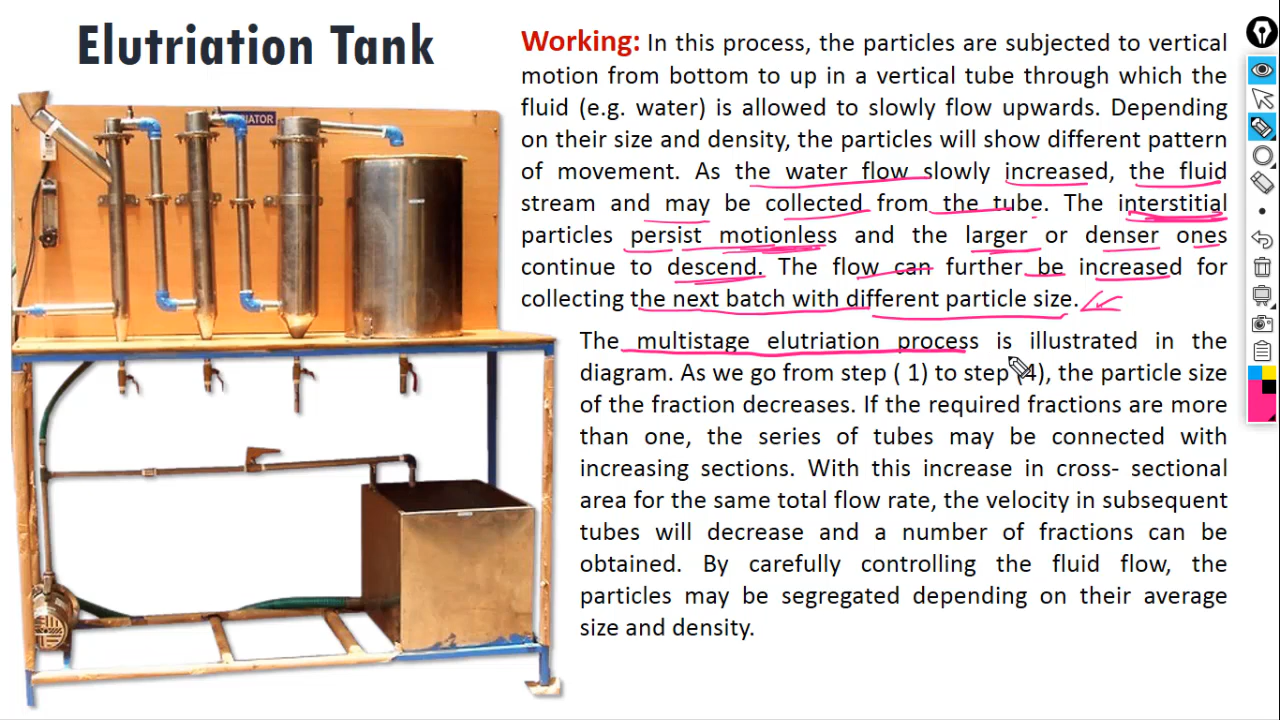 Elutriation Tank
Working: In this process, the particles are subjected to vertical
motion from bottom to up in a vertical tube through which the
fluid (e.g. water) is allowed to slowly flow upwards. Depending
on their size and density, the particles will show different pattern
of movement. As the water flow slowly increased, the fluid
stream and may be collected from the tube. The interstitial
particles persist motionless and the larger or denser ones
continue to descend. The flow can further be increased for
collecting the next batch with different particle size.
The multistage elutriation process is illustrated in the
diagram. As we go from step ( 1) to step (4), the particle size
of the fraction decreases. If the required fractions are more
than one, the series of tubes may be connected with
increasing sections. With this increase in cross- sectional
area for the same total flow rate, the velocity in subsequent
tubes will decrease and a number of fractions can be
obtained. By carefully controlling the fluid flow, the
particles may be segregated depending on their average
size and density.